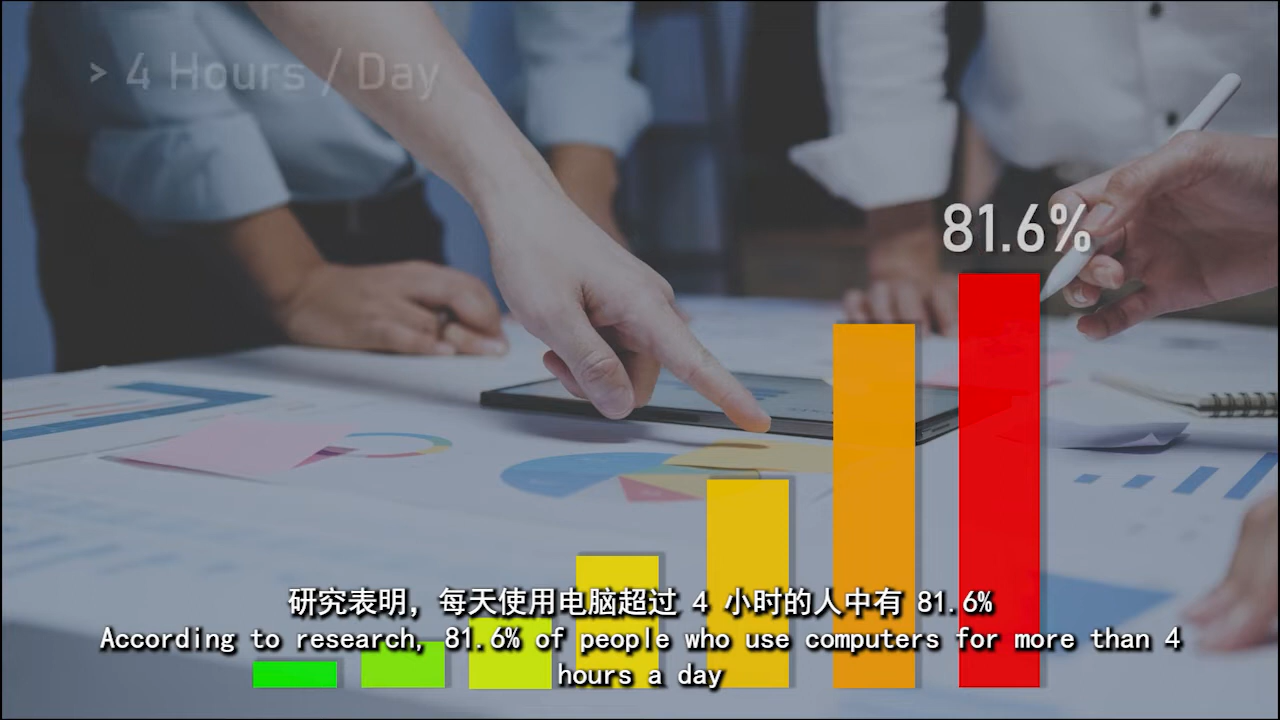 > 4 Hours / Day
81.6%
研究表明，每天使用电脑超过 4 小时的人中有 81.6%
According to research, 81.6% of people who use computers for more than 4
hours a day